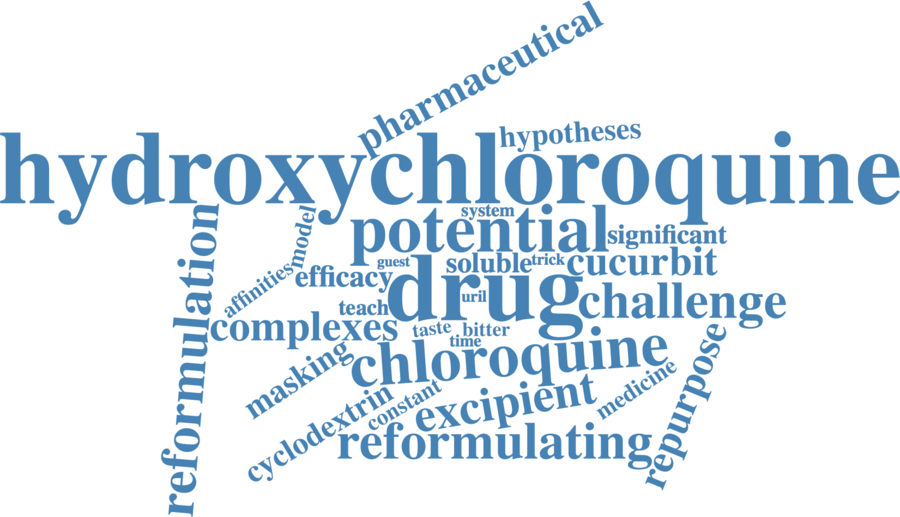 pharmaceutical
hypotheses
hydroxychloroquine
system
potential
significant
reformulation
model
guest
soluble
trick
cucurbit
affinities
efficacy
drug
uril
challenge
teach
complexes
taste
bitter
time
chloroquine
masking
repurpose
medicine
cyclodextrin
constant
excipient
reformulating